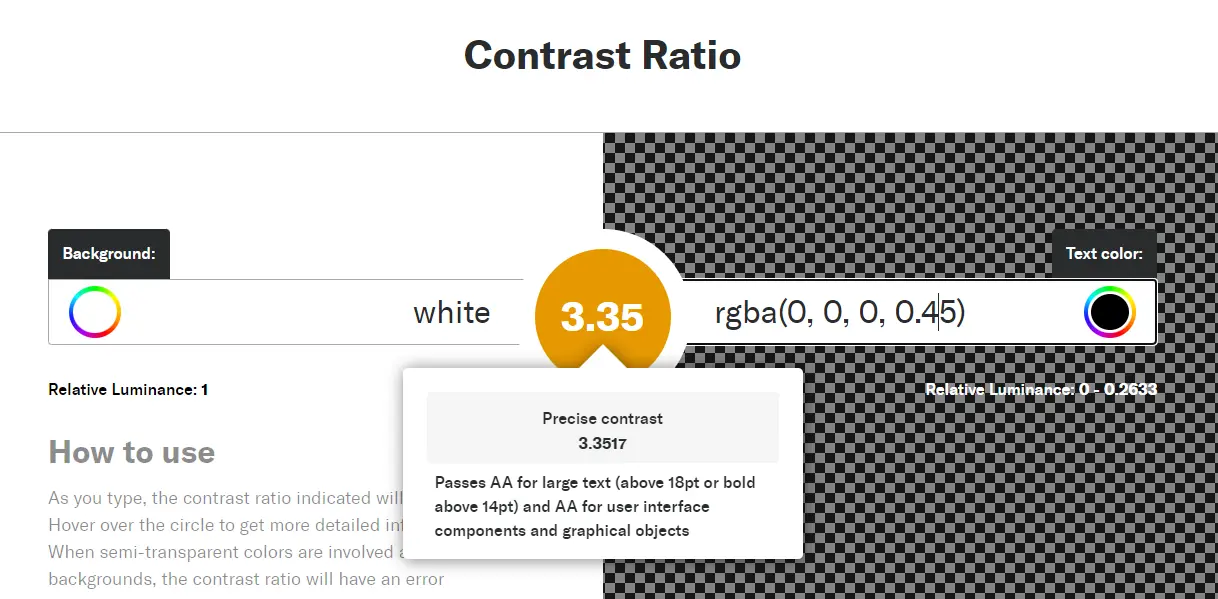 Contrast Ratio
Background:
white
3.35
Text color:
rgba(0, 0, 0, 0.45)
Relative Luminance: 1
Relative Luminance: 0 - 0.2633
Precise contrast
3.3517
Passes AA for large text (above 18pt or bold
above 14pt) and AA for user interface
components and graphical objects
How to use
As you type, the contrast ratio indicated will
Hover over the circle to get more detailed
When semi-transparent colors are involved
backgrounds, the contrast ratio will have an error